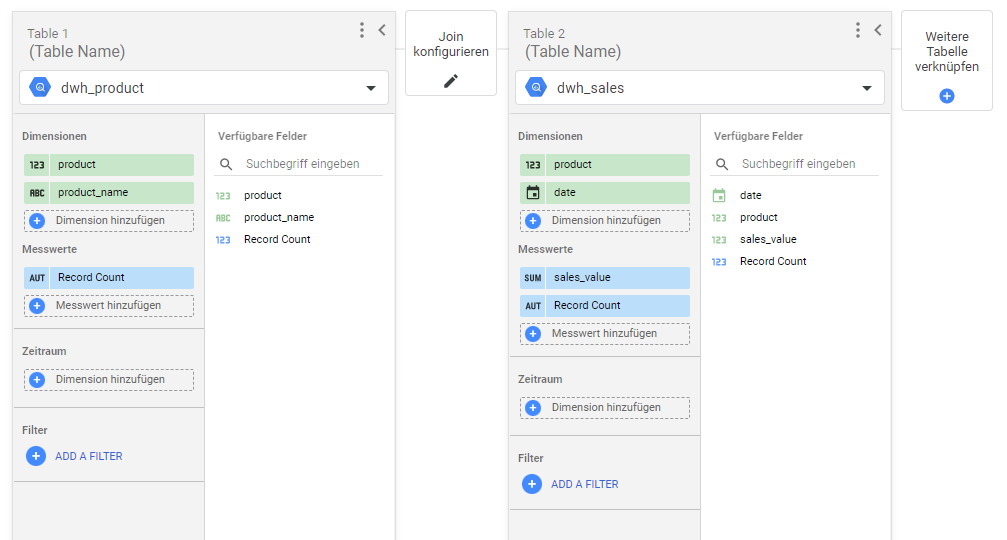 Table 1
(Table Name)
dwh_product
Dimensionen
123 product
ABC product_name
Dimension hinzufügen
Messwerte
AUT Record Count
Messwert hinzufügen
Zeitraum
Dimension hinzufügen
Filter
ADD A FILTER
Verfügbare Felder
Suchbegriff eingeben
123 product
ABC product_name
123 Record Count
Join
konfigurieren
Table 2
(Table Name)
dwh_sales
Dimensionen
123 product
date
Dimension hinzufügen
Messwerte
SUM sales_value
AUT Record Count
Messwert hinzufügen
Zeitraum
Dimension hinzufügen
Filter
ADD A FILTER
Verfügbare Felder
Suchbegriff eingeben
date
123 product
123 sales_value
123 Record Count
Weitere
Tabelle
verknüpfen